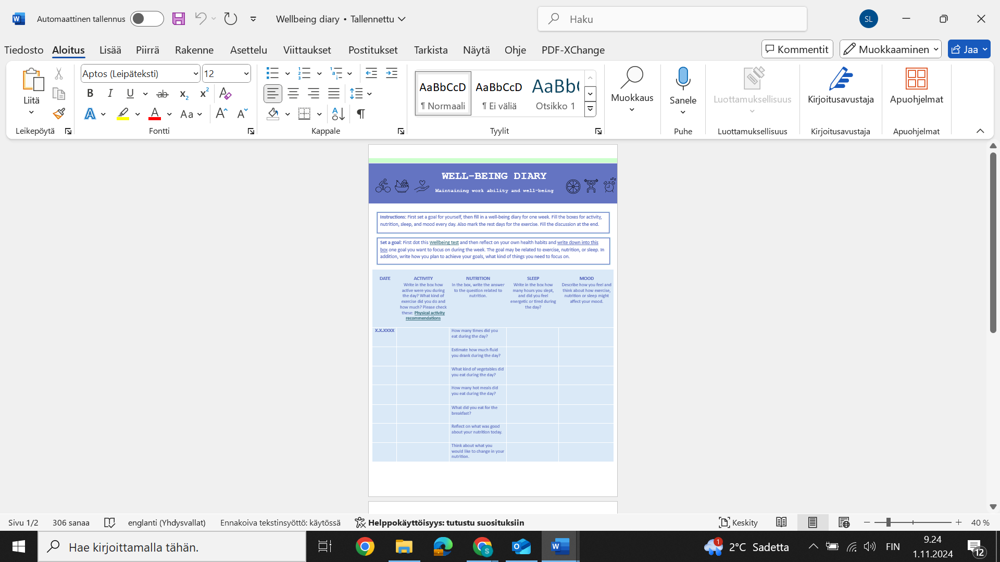 Automaattinen tallennus
Wellbeing diary • Tallennettu
Haku
SL
Tiedosto Aloitus Lisää Piirrä Rakenne Asettelu Viittaukset Postitukset Tarkista Näytä Ohje PDF-XChange
Kommentit Muokkaaminen Jaa
Liitä
Leikepöytä
Aptos (Leipäteksti) 12
Fontti
Kappale
AaBbCcD AaBbCcD AaBbC
¶ Normaali ¶ Ei väliä Otsikko 1
Tyylit
Muokkaus
Sanele
Puhe
Luottamuksellisuus
Luottamuksellisuus
Kirjoitusavustaja
Kirjoitusavustaja
Apuohjelmat
Apuohjelmat
WELL-BEING DIARY
Maintaining work ability and well-being
Instructions: First set a goal for yourself, then fill in a well-being diary for one week. Fill the boxes for activity,
nutrition, sleep, and mood every day. Also mark the rest days for the exercise. Fill the discussion at the end.
Set a goal: First dot this Wellbeing test and then reflect on your own health habits and write down into this
box one goal you want to focus on during the week. The goal may be related to exercise, nutrition, or sleep. In
addition, write how you plan to achieve your goals, what kind of things you need to focus on.
DATE
ACTIVITY
Write in the box how
active were you during
the day? What kind of
exercise did you do and
how much? Please check
these: Physical activity
recommendations
NUTRITION
In the box, write the answer
to the question related to
nutrition.
SLEEP
Write in the box how
many hours you slept,
and did you feel
energetic or tired during
the day?
MOOD
Describe how you feel and
think about how exercise,
nutrition or sleep might
affect your mood.
X.X.XXXX
How many times did you
eat during the day?
Estimate how much fluid
you drank during the day?
What kind of vegetables did
you eat during the day?
How many hot meals did
you eat during the day?
What did you eat for the
breakfast?
Reflect on what was good
about your nutrition today.
Think about what you
would like to change in your
nutrition.
Sivu 1/2 306 sanaa englanti (Yhdysvallat) Ennakoiva tekstinsyöttö: käytössä Helppokäyttöisyys: tutustu suosituksiin
Keskity
40 %
Hae kirjoittamalla tähän.
1
2°C Sadetta
FIN
9.24
1.11.2024
12